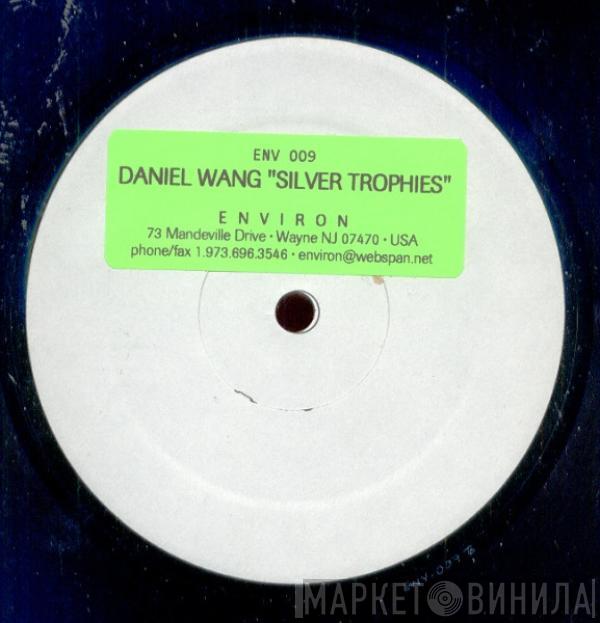 ENV 009
DANIEL WANG "SILVER TROPHIES"
ENVIRON
73 Mandeville Drive · Wayne NJ 07470 · USA
phone/fax 1.973.696.3546 · environ@webspan.net
МАРКЕТ ВИНИЛА